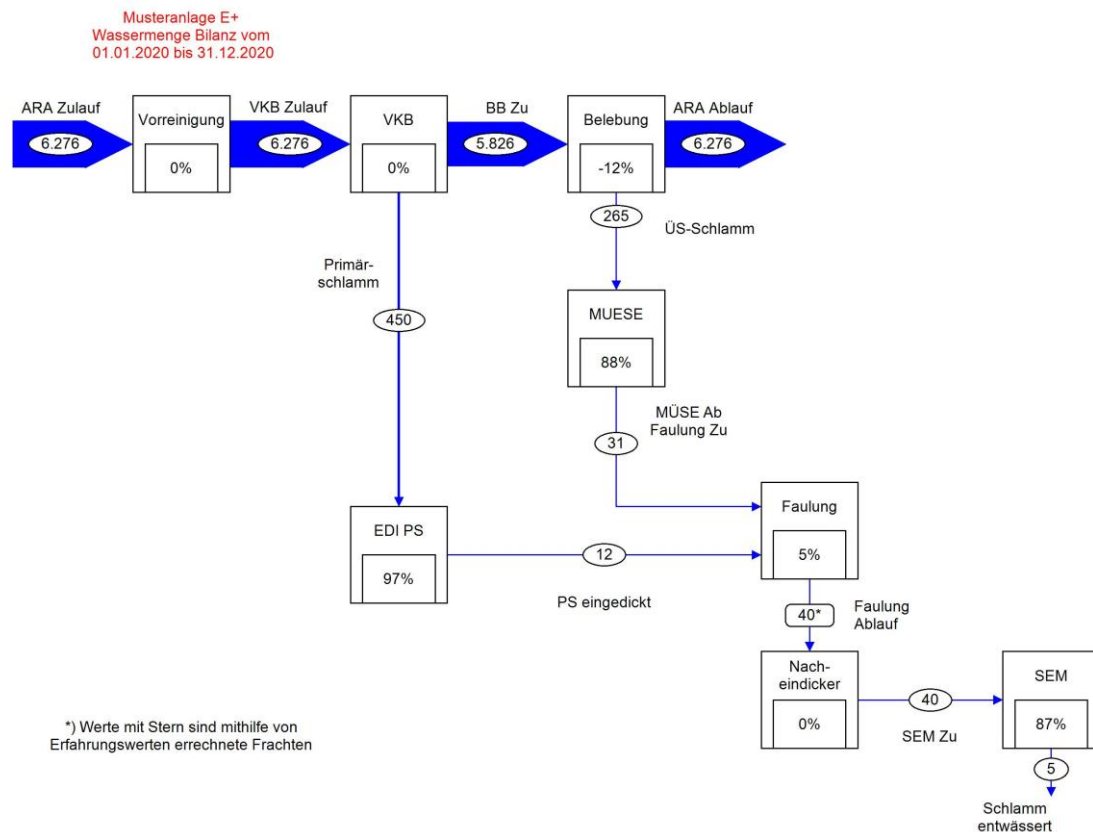 Musteranlage E+
Wassermenge Bilanz vom
01.01.2020 bis 31.12.2020
ARA Zulauf
6.276
Vorreinigung
0%
VKB Zulauf
6.276
VKB
0%
BB Zu
5.826
Belebung
-12%
ARA Ablauf
6.276
265
ÜS-Schlamm
Primär-
schlamm
450
MUESE
88%
MÜSE Ab
Faulung Zu
31
EDI PS
97%
12
PS eingedickt
Faulung
5%
40*
Faulung
Ablauf
Nach-
eindicker
0%
40
SEM Zu
SEM
87%
5
Schlamm
entwässert
*) Werte mit Stern sind mithilfe von
Erfahrungswerten errechnete Frachten